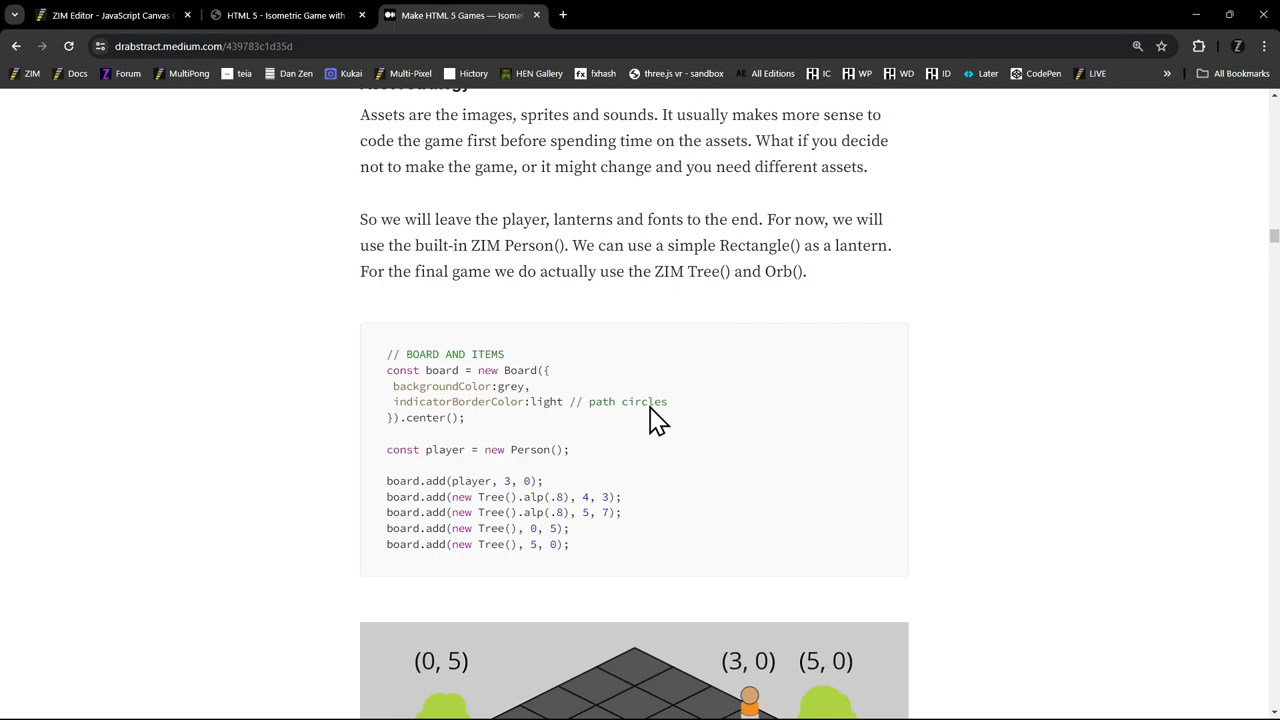 ZIM Editor - JavaScript Canvas
HTML 5 - Isometric Game with
Make HTML 5 Games — Isomet
drabstract.medium.com/439783c1d35d
ZIM
Docs
Forum
MultiPong
teia
Dan Zen
Kukai
Multi-Pixel
Hictory
HEN Gallery
fxhash
three.js vr - sandbox
All Editions
IC
WP
WD
ID
Later
CodePen
LIVE
All Bookmarks
Assets are the images, sprites and sounds. It usually makes more sense to
code the game first before spending time on the assets. What if you decide
not to make the game, or it might change and you need different assets.
So we will leave the player, lanterns and fonts to the end. For now, we will
use the built-in ZIM Person(). We can use a simple Rectangle() as a lantern.
For the final game we do actually use the ZIM Tree() and Orb().
// BOARD AND ITEMS
const board = new Board({
backgroundColor:grey,
indicatorBorderColor:light // path circles
}).center();
const player = new Person();
board.add(player, 3, 0);
board.add(new Tree().alp(.8), 4, 3);
board.add(new Tree().alp(.8), 5, 7);
board.add(new Tree(), 0, 5);
board.add(new Tree(), 5, 0);
(0, 5) (3, 0) (5, 0)